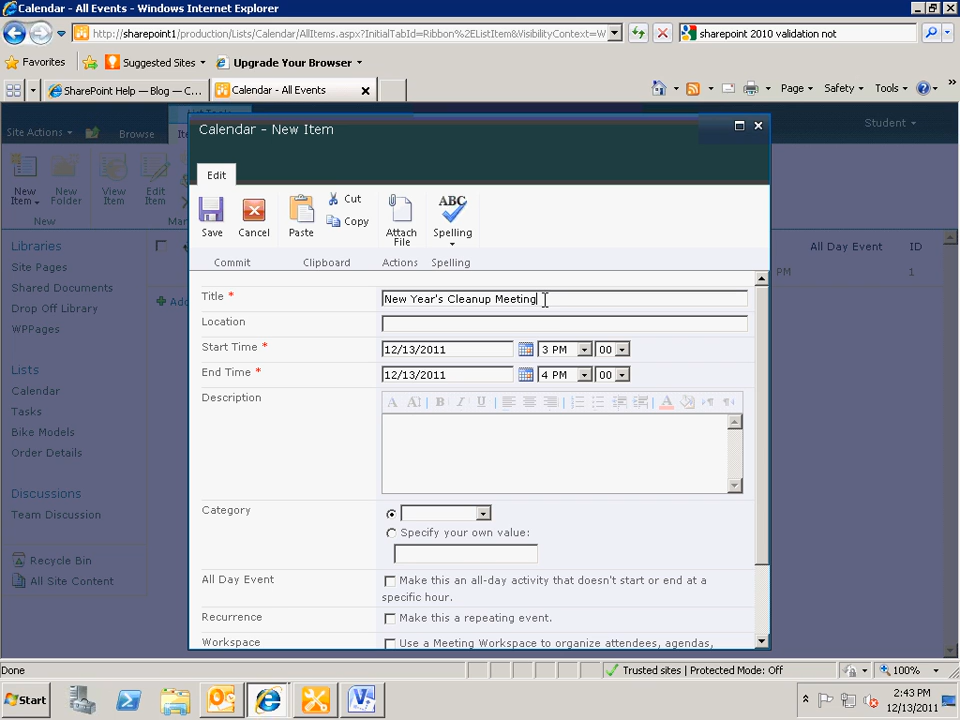 Calendar - All Events - Windows Internet Explorer
http://sharepoint1/production/Lists/Calendar/AllItems.aspx?InitialTabId=Ribbon%2EListItem&VisibilityContext=W
sharepoint 2010 validation not
Favorites
Suggested Sites
Upgrade Your Browser
SharePoint Help — Blog — C...
Calendar - All Events
Page
Safety
Tools
Site Actions
Browse
Student
Calendar - New Item
Edit
New Item
New Folder
View Item
Edit Item
New
Save
Cancel
Paste
Cut
Copy
Attach File
ABC
Spelling
Commit
Clipboard
Actions
Spelling
Libraries
Site Pages
Shared Documents
Drop Off Library
WPPages
Lists
Calendar
Tasks
Bike Models
Order Details
Discussions
Team Discussion
Recycle Bin
All Site Content
All Day Event
ID
PM
1
Title *
New Year's Cleanup Meeting
Location
Start Time *
12/13/2011
3 PM
00
End Time *
12/13/2011
4 PM
00
Description
Category
Specify your own value:
All Day Event
Make this an all-day activity that doesn't start or end at a
specific hour.
Recurrence
Make this a repeating event.
Workspace
Use a Meeting Workspace to organize attendees, agendas,
Done
Trusted sites | Protected Mode: Off
100%
Start
2:43 PM
12/13/2011